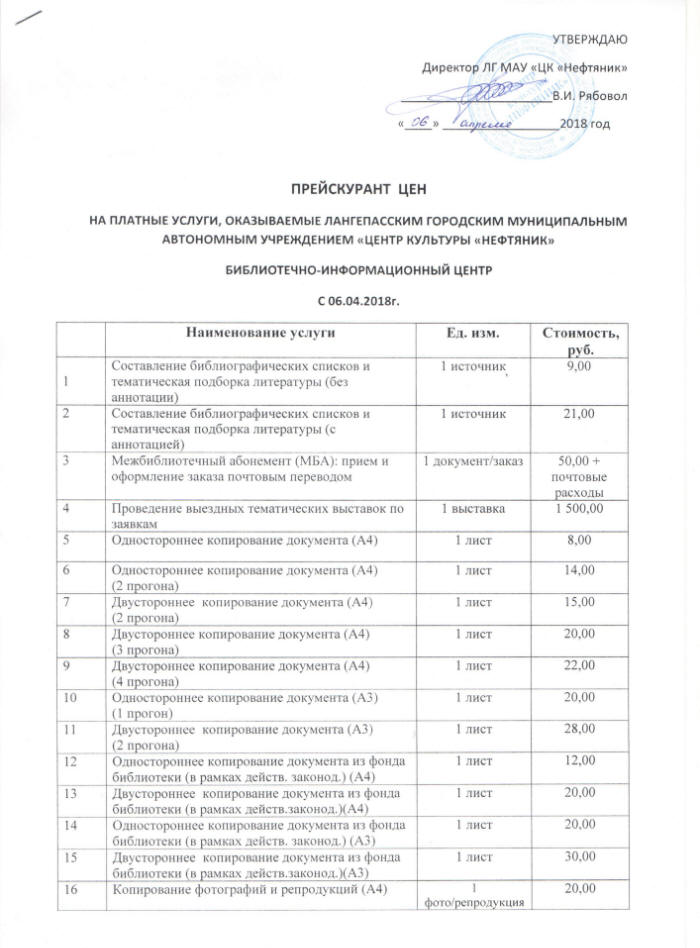 УТВЕРЖДАЮ
Директор ЛГ МАУ «ЦК «Нефтяник»
В.И. Рябовол
« 06 » апреля 2018 год
ПРЕЙСКУРАНТ ЦЕН
НА ПЛАТНЫЕ УСЛУГИ, ОКАЗЫВАЕМЫЕ ЛАНГЕПАССКИМ ГОРОДСКИМ МУНИЦИПАЛЬНЫМ
АВТОНОМНЫМ УЧРЕЖДЕНИЕМ «ЦЕНТР КУЛЬТУРЫ «НЕФТЯНИК»
БИБЛИОТЕЧНО-ИНФОРМАЦИОННЫЙ ЦЕНТР
С 06.04.2018г.
Наименование услуги Ед. изм. Стоимость,
руб.
Составление библиографических списков и 1 источник 9,00
1 тематическая подборка литературы (без
аннотации)
2 Составление библиографических списков и 1 источник 21,00
тематическая подборка литературы (с
аннотацией)
3 Межбиблиотечный абонемент (МБА): прием и 1 документ/заказ 50,00 +
оформление заказа почтовым переводом почтовые
расходы
4 Проведение выездных тематических выставок по 1 выставка 1 500,00
заявкам
5 Одностороннее копирование документа (А4) 1 лист 8,00
6 Одностороннее копирование документа (А4) 1 лист 14,00
(2 прогона)
7 Двустороннее копирование документа (А4) 1 лист 15,00
(2 прогона)
8 Двустороннее копирование документа (А4) 1 лист 20,00
(3 прогона)
9 Двустороннее копирование документа (А4) 1 лист 22,00
(4 прогона)
10 Одностороннее копирование документа (А3) 1 лист 20,00
(1 прогон)
11 Двустороннее копирование документа (А3) 1 лист 28,00
(2 прогона)
12 Одностороннее копирование документа из фонда 1 лист 12,00
библиотеки (в рамках действ. законод.) (А4)
13 Двустороннее копирование документа из фонда 1 лист 20,00
библиотеки (в рамках действ.законод.)(А4)
14 Одностороннее копирование документа из фонда 1 лист 20,00
библиотеки (в рамках действ. законод.) (А3)
15 Двустороннее копирование документа из фонда 1 лист 30,00
библиотеки (в рамках действ.законод.)(А3)
16 Копирование фотографий и репродукций (А4) 1 20,00
фото/репродукция